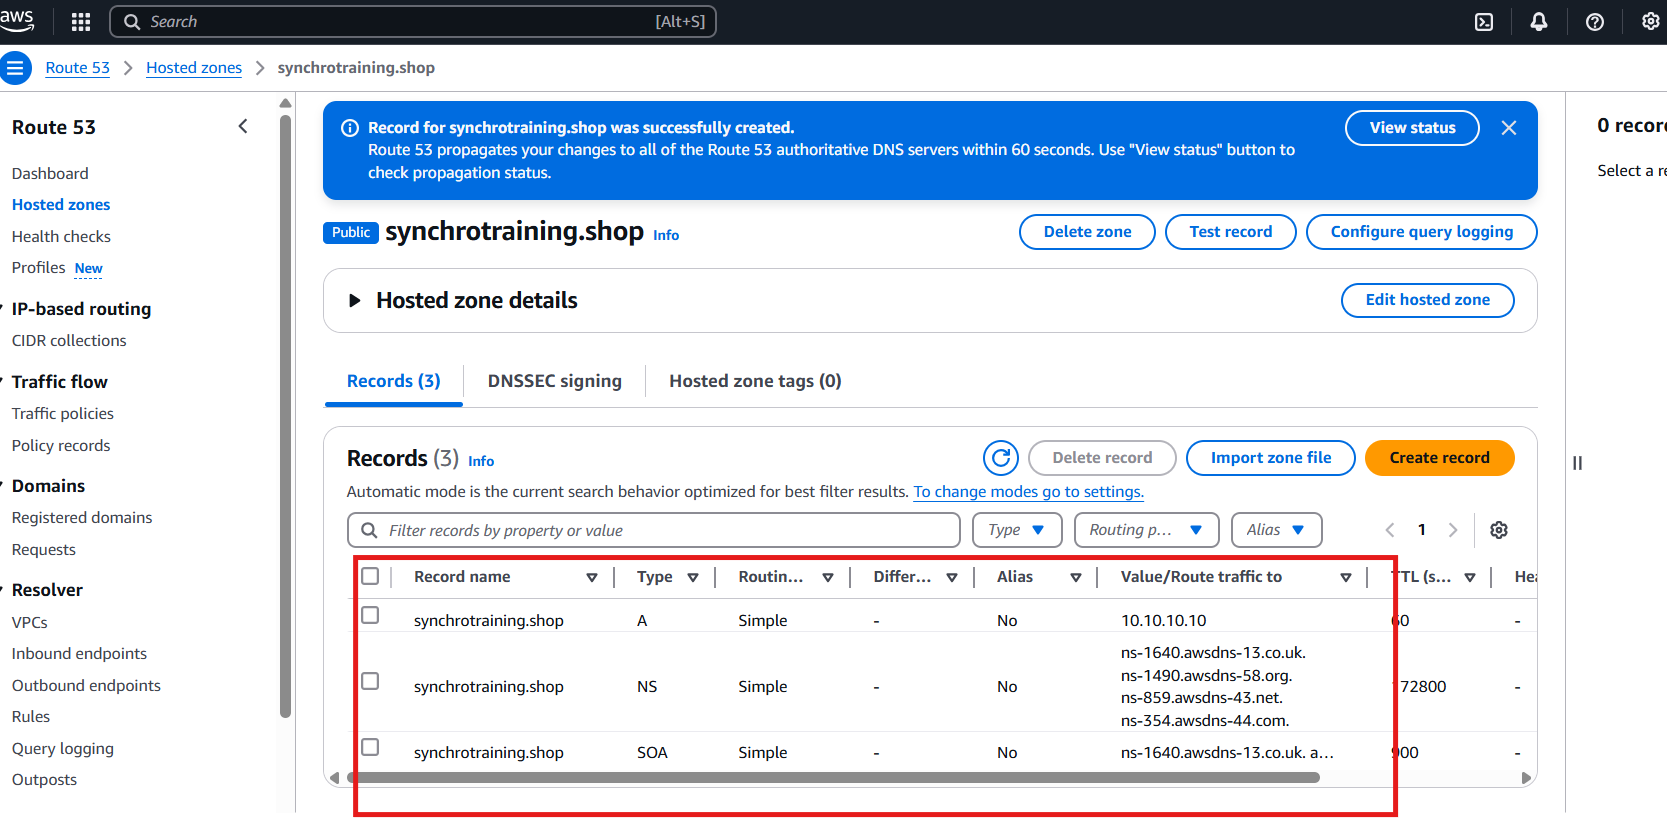 aws
Search [Alt+S]
Route 53 > Hosted zones > synchrotraining.shop
Route 53
Dashboard
Hosted zones
Health checks
Profiles New
IP-based routing
CIDR collections
Traffic flow
Traffic policies
Policy records
Domains
Registered domains
Requests
Resolver
VPCs
Inbound endpoints
Outbound endpoints
Rules
Query logging
Outposts
Record for synchrotraining.shop was successfully created.
Route 53 propagates your changes to all of the Route 53 authoritative DNS servers within 60 seconds. Use "View status" button to
check propagation status.
View status
Public synchrotraining.shop Info
Delete zone Test record Configure query logging
Hosted zone details Edit hosted zone
Records (3) DNSSEC signing Hosted zone tags (0)
Records (3) Info
Delete record Import zone file Create record
Automatic mode is the current search behavior optimized for best filter results. To change modes go to settings.
Filter records by property or value Type Routing p... Alias 1
Record name Type Routin... Differ... Alias Value/Route traffic to TTL (s... He
synchrotraining.shop A Simple - No 10.10.10.10 60 -
synchrotraining.shop NS Simple - No ns-1640.awsdns-13.co.uk.
ns-1490.awsdns-58.org.
ns-859.awsdns-43.net.
ns-354.awsdns-44.com.
172800 -
synchrotraining.shop SOA Simple - No ns-1640.awsdns-13.co.uk. a... 900 -
0 recor
Select a re